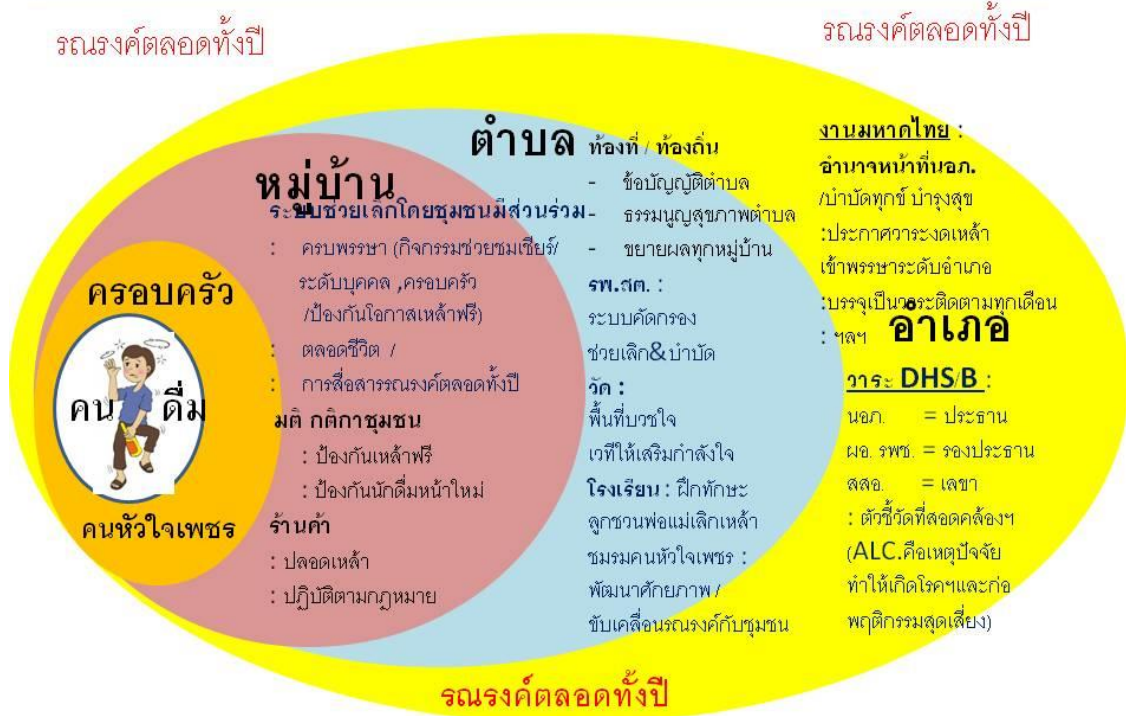 รณรงค์ตลอดทั้งปี
รณรงค์ตลอดทั้งปี
ครอบครัว
คน ดื่ม
คนหัวใจเพชร
หมู่บ้าน
ระบบช่วยเลิกโดยชุมชนมีส่วนร่วม
: ครบพรรษา (กิจกรรมช่วยชมเชียร์/
ระดับบุคคล ,ครอบครัว
/ป้องกันโอกาสเหล้าฟรี)
: ตลอดชีวิต /
: การสื่อสารรณรงค์ตลอดทั้งปี
มติ กติกาชุมชน
: ป้องกันเหล้าฟรี
: ป้องกันนักดื่มหน้าใหม่
ร้านค้า
: ปลอดเหล้า
: ปฏิบัติตามกฎหมาย
ตำบล
ท้องที่ / ท้องถิ่น
- ข้อบัญญัติตำบล
- ธรรมนูญสุขภาพตำบล
- ขยายผลทุกหมู่บ้าน
รพ.สต. :
ระบบคัดกรอง
ช่วยเลิก&บำบัด
วัด :
พื้นที่บวชใจ
เวทีให้เสริมกำลังใจ
โรงเรียน : ฝึกทักษะ
ลูกชวนพ่อแม่เลิกเหล้า
ชมรมคนหัวใจเพชร :
พัฒนาศักยภาพ /
ขับเคลื่อนรณรงค์กับชุมชน
งานมหาดไทย :
อำนาจหน้าที่นอภ.
/บำบัดทุกข์ บำรุงสุข
:ประกาศวาระงดเหล้า
เข้าพรรษาระดับอำเภอ
:บรรจุเป็นวาระติดตามทุกเดือน
: ฯลฯ
อำเภอ
วาระ DHS/B :
นอภ. = ประธาน
ผอ. รพช. = รองประธาน
สสอ. = เลขา
: ตัวชี้วัดที่สอดคล้องฯ
(ALC.คือเหตุปัจจัย
ทำให้เกิดโรคฯและก่อ
พฤติกรรมสุดเสี่ยง)
รณรงค์ตลอดทั้งปี